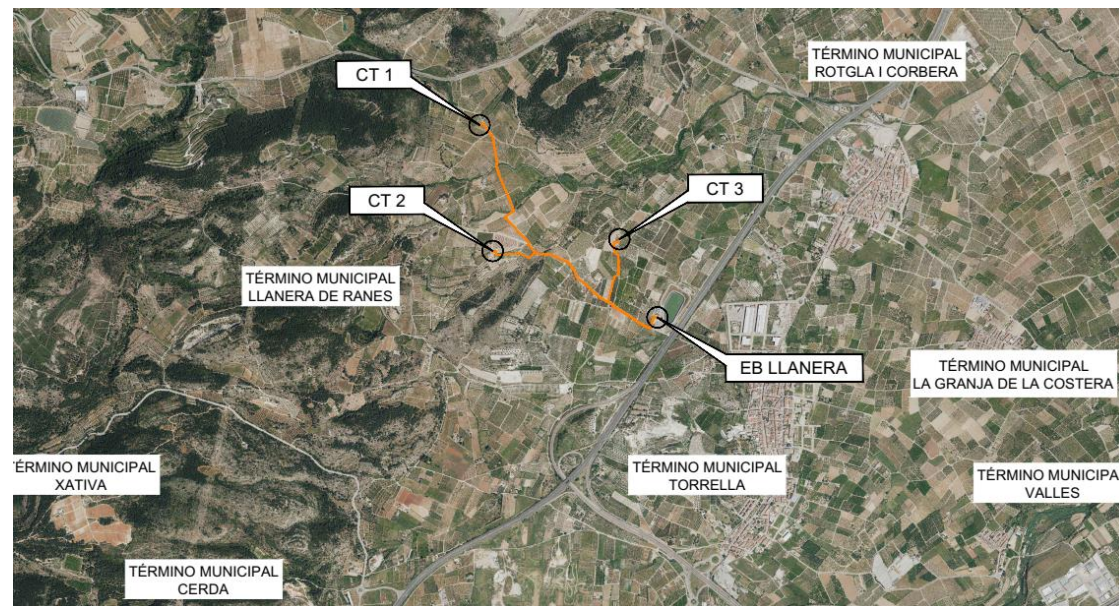 TÉRMINO MUNICIPAL
ROTGLA I CORBERA
CT 1
CT 3
CT 2
TÉRMINO MUNICIPAL
LLANERA DE RANES
EB LLANERA
TÉRMINO MUNICIPAL
LA GRANJA DE LA COSTERA
TÉRMINO MUNICIPAL
XATIVA
TÉRMINO MUNICIPAL
TORRELLA
TÉRMINO MUNICIPA
VALLES
TÉRMINO MUNICIPAL
CERDA